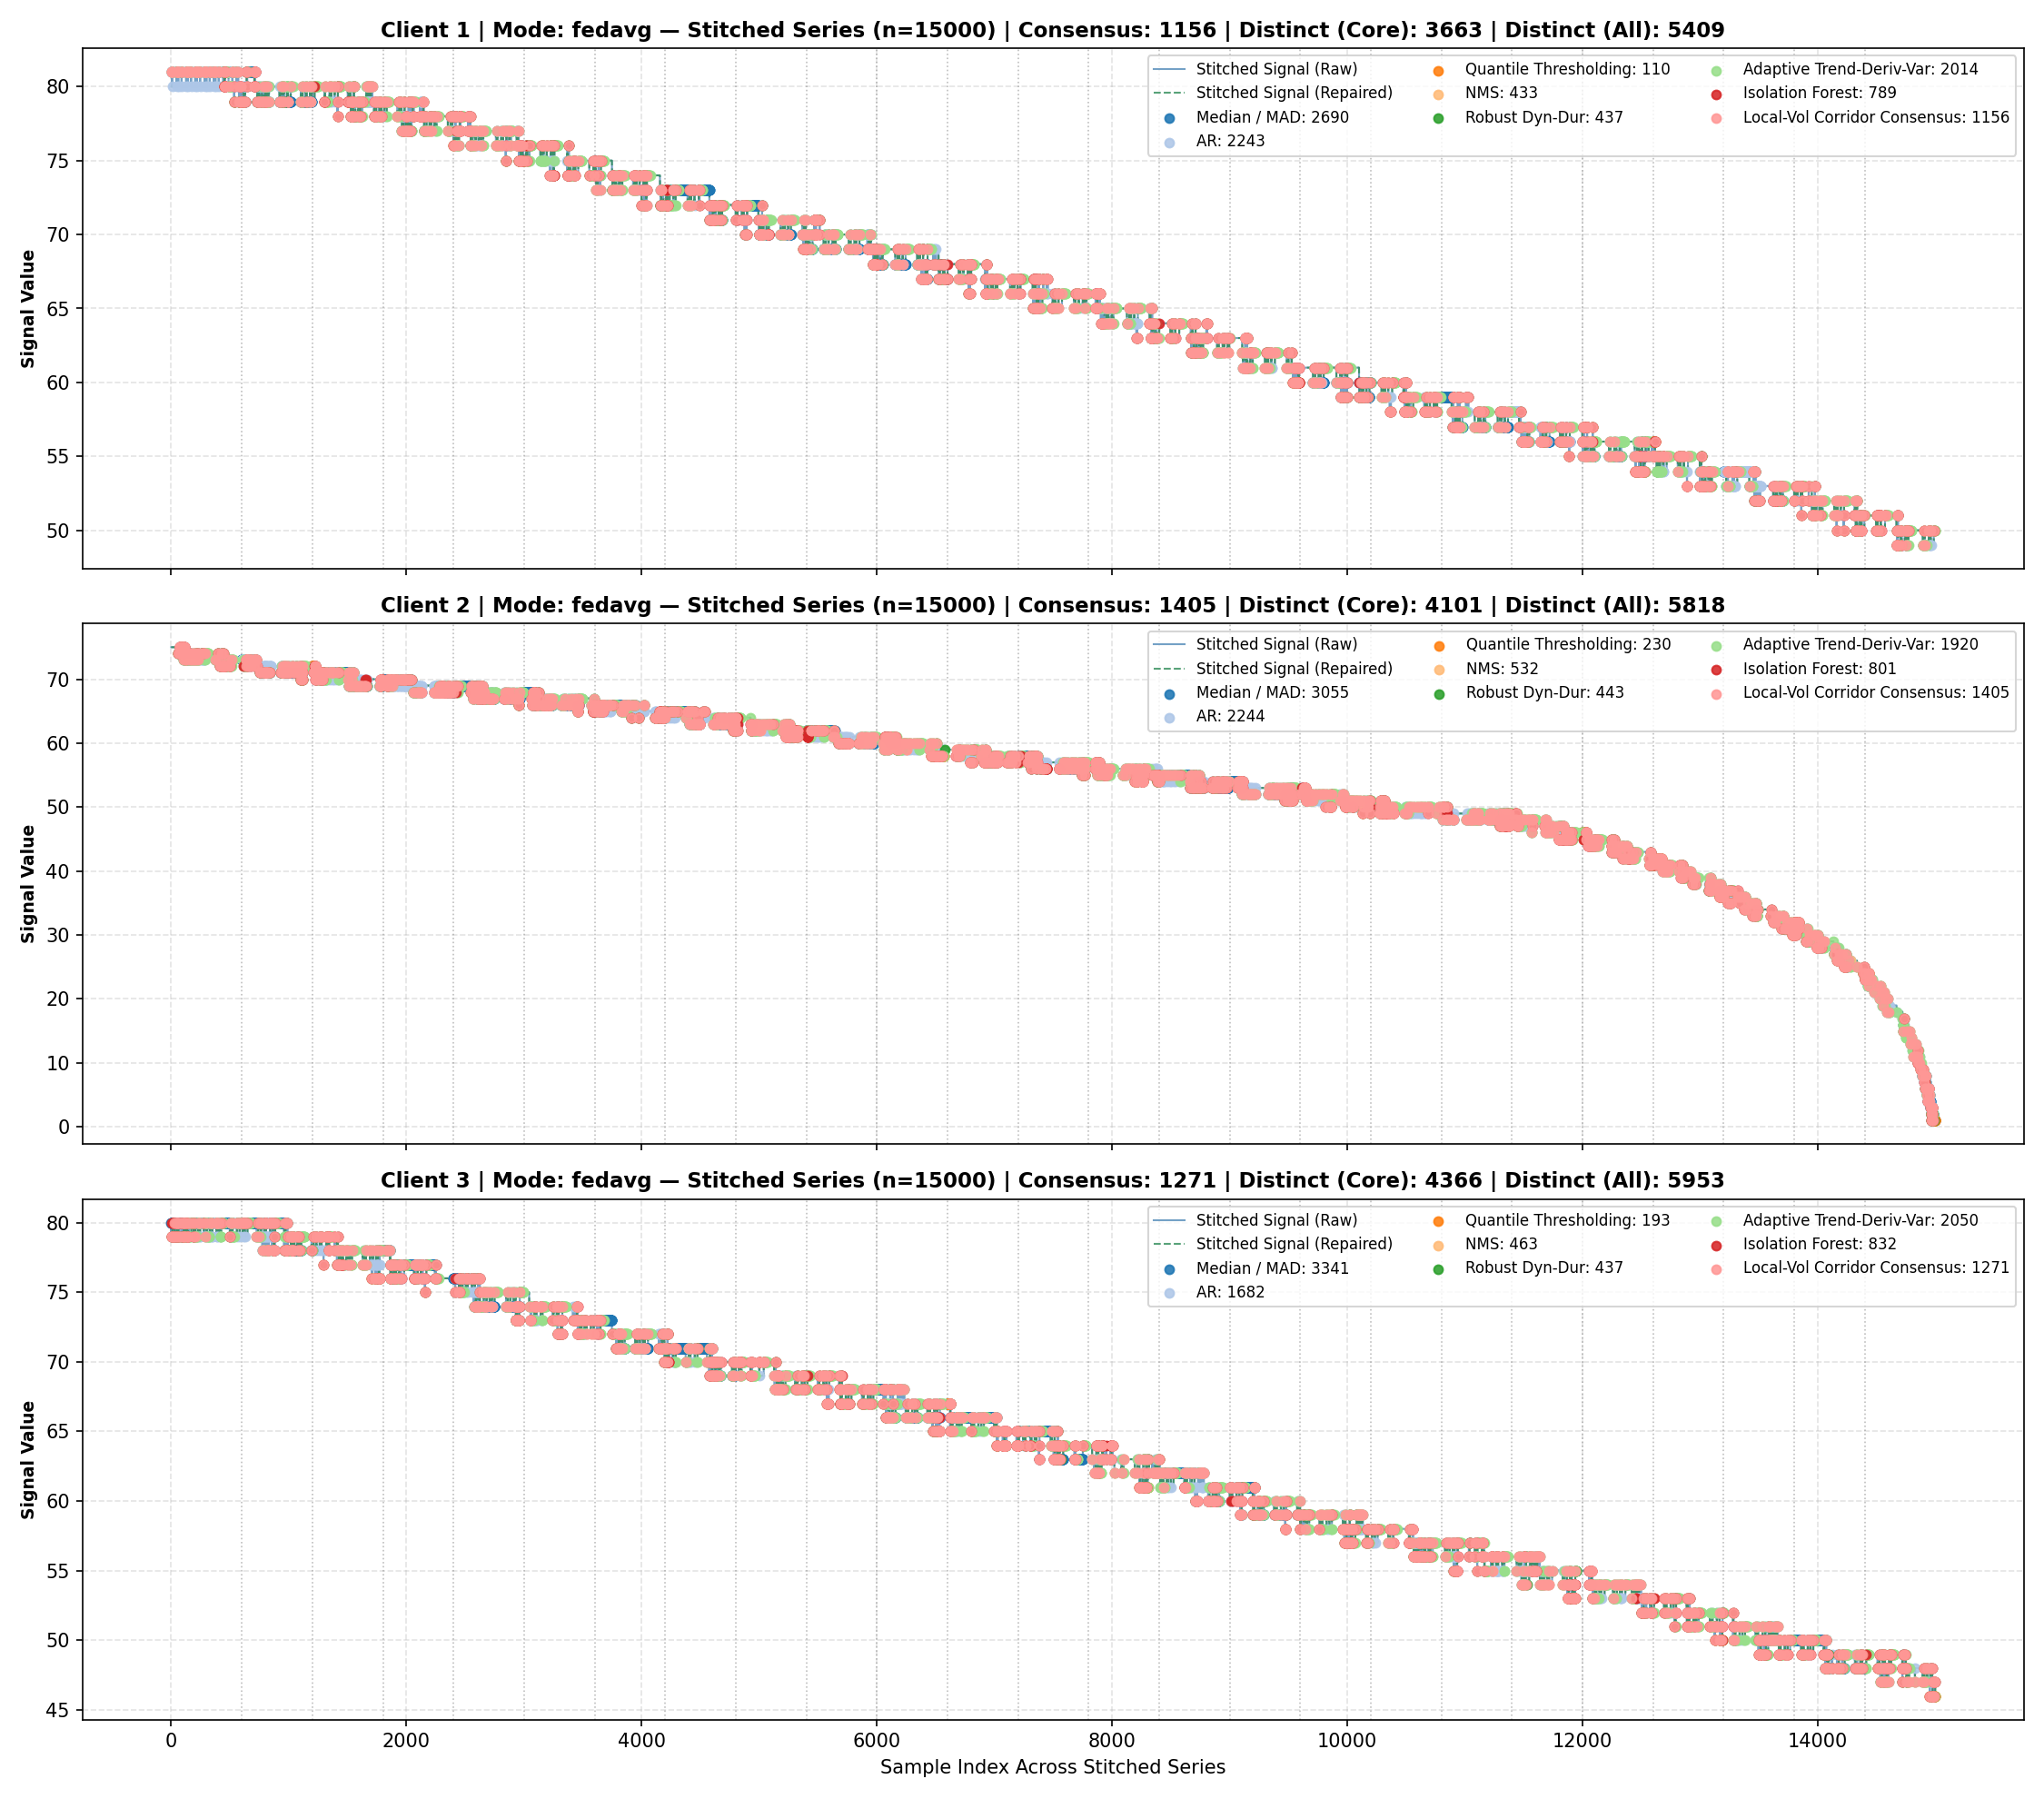 Client 1 | Mode: fedavg — Stitched Series (n=15000) | Consensus: 1156 | Distinct (Core): 3663 | Distinct (All): 5409
Stitched Signal (Raw)
Stitched Signal (Repaired)
Median / MAD: 2690
AR: 2243
Quantile Thresholding: 110
NMS: 433
Robust Dyn-Dur: 437
Adaptive Trend-Deriv-Var: 2014
Isolation Forest: 789
Local-Vol Corridor Consensus: 1156
Signal Value
80
75
70
65
60
55
50
Client 2 | Mode: fedavg — Stitched Series (n=15000) | Consensus: 1405 | Distinct (Core): 4101 | Distinct (All): 5818
Stitched Signal (Raw)
Stitched Signal (Repaired)
Median / MAD: 3055
AR: 2244
Quantile Thresholding: 230
NMS: 532
Robust Dyn-Dur: 443
Adaptive Trend-Deriv-Var: 1920
Isolation Forest: 801
Local-Vol Corridor Consensus: 1405
Signal Value
70
60
50
40
30
20
10
0
Client 3 | Mode: fedavg — Stitched Series (n=15000) | Consensus: 1271 | Distinct (Core): 4366 | Distinct (All): 5953
Stitched Signal (Raw)
Stitched Signal (Repaired)
Median / MAD: 3341
AR: 1682
Quantile Thresholding: 193
NMS: 463
Robust Dyn-Dur: 437
Adaptive Trend-Deriv-Var: 2050
Isolation Forest: 832
Local-Vol Corridor Consensus: 1271
Signal Value
80
75
70
65
60
55
50
45
0 2000 4000 6000 8000 10000 12000 14000
Sample Index Across Stitched Series